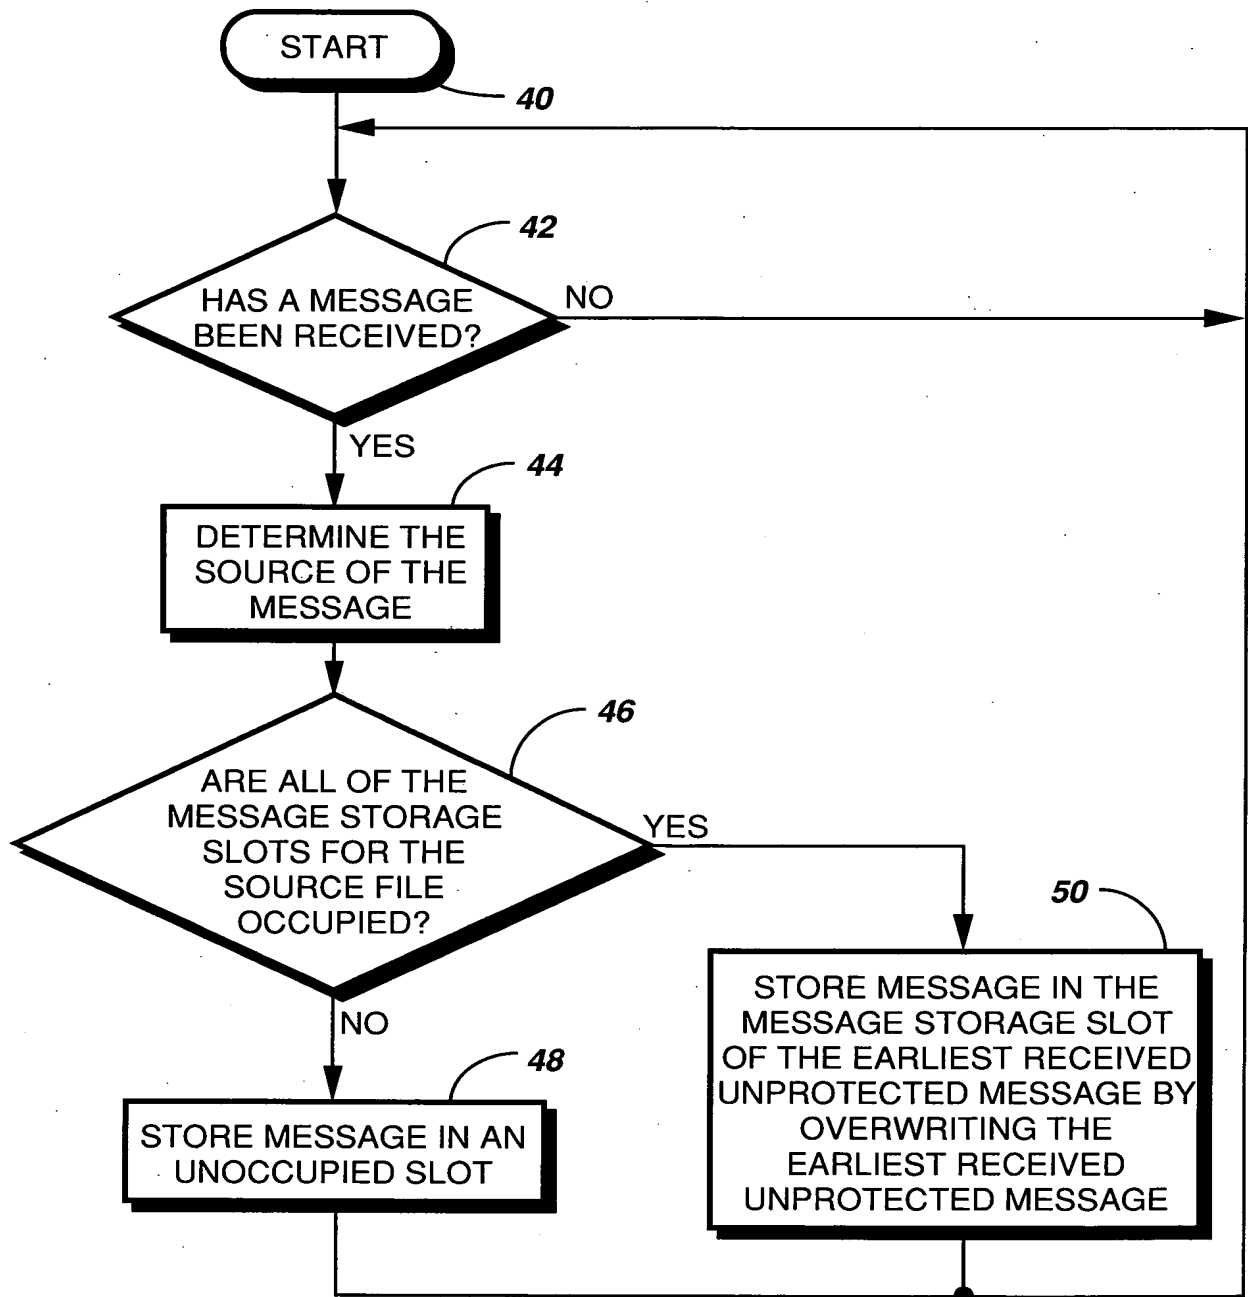 START
40
42
HAS A MESSAGE
BEEN RECEIVED?
NO
YES
44
DETERMINE THE
SOURCE OF THE
MESSAGE
46
ARE ALL OF THE
MESSAGE STORAGE
SLOTS FOR THE
SOURCE FILE
OCCUPIED?
YES
NO
50
STORE MESSAGE IN THE
MESSAGE STORAGE SLOT
OF THE EARLIEST RECEIVED
UNPROTECTED MESSAGE BY
OVERWRITING THE
EARLIEST RECEIVED
UNPROTECTED MESSAGE
48
STORE MESSAGE IN AN
UNOCCUPIED SLOT